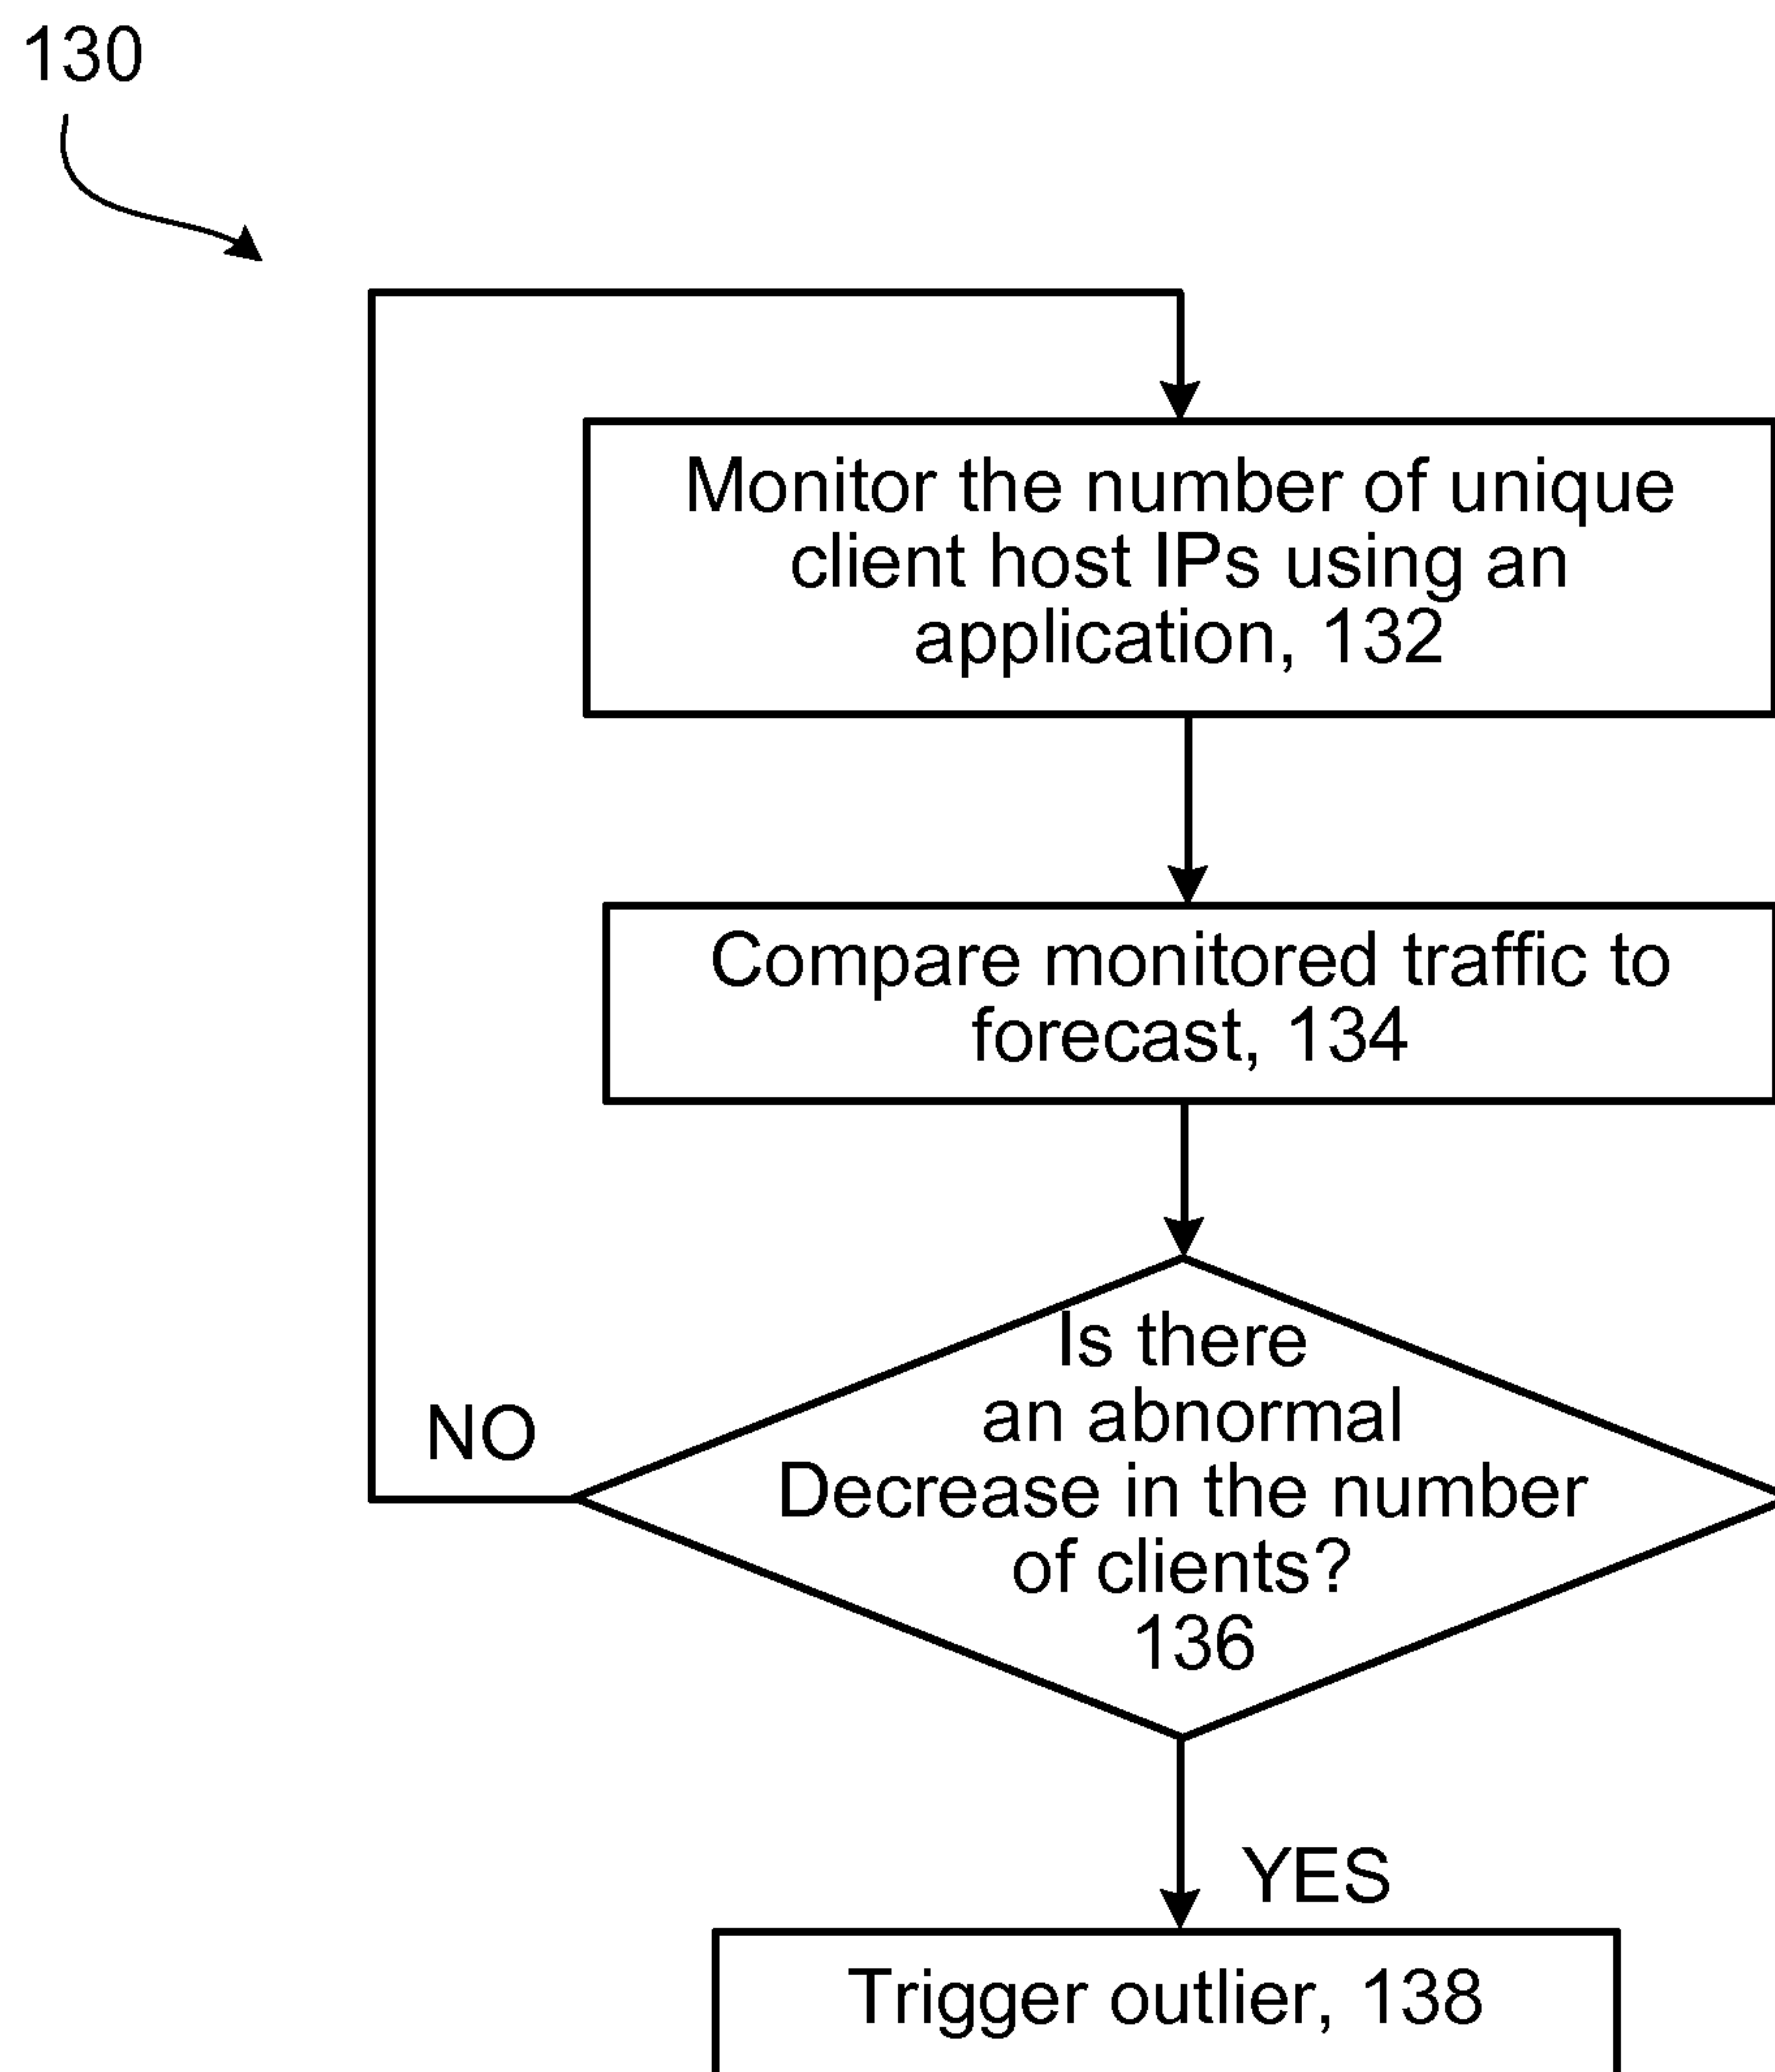 130
Monitor the number of unique
client host IPs using an
application, 132
Compare monitored traffic to
forecast, 134
Is there
an abnormal
Decrease in the number
of clients?
136
NO
YES
Trigger outlier, 138